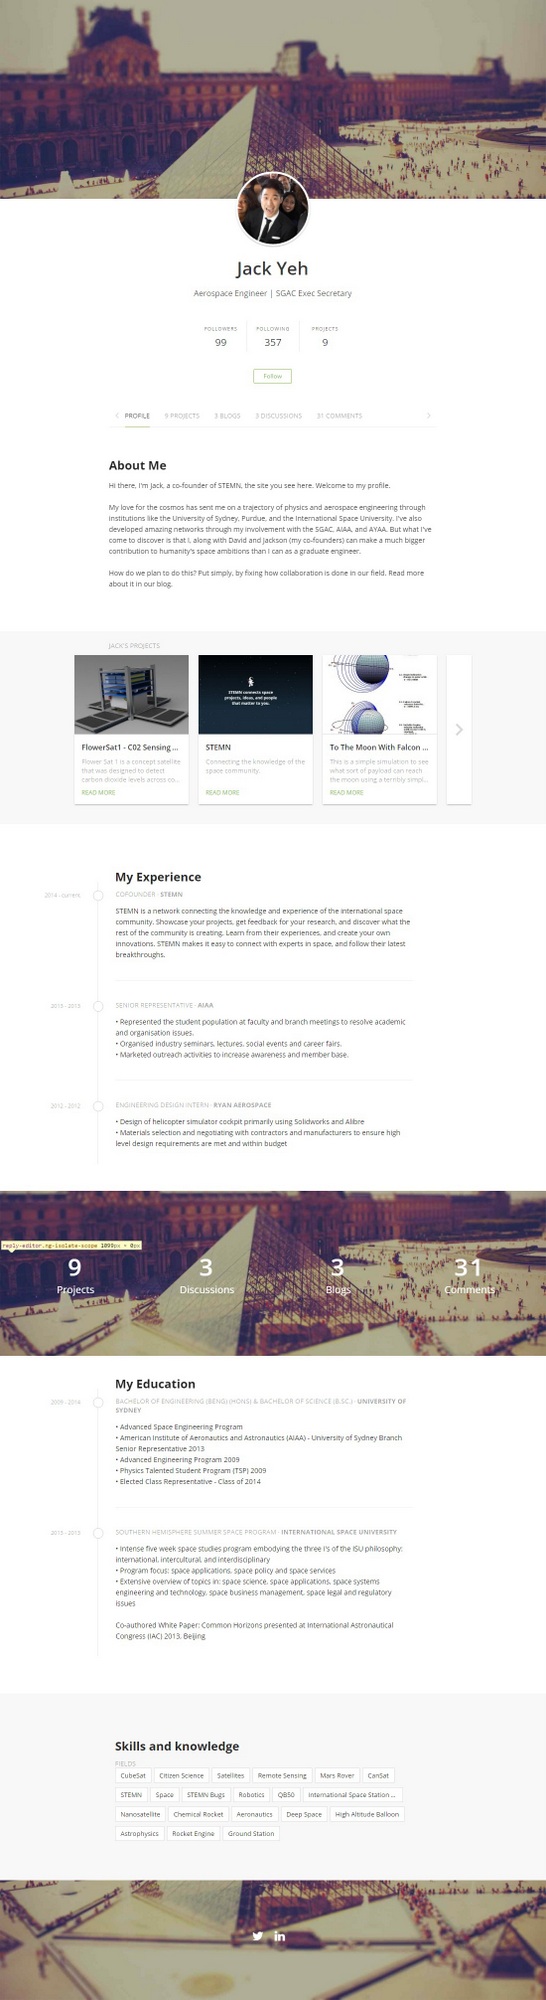 Jack Yeh
Aerospace Engineer | SGAC Exec Secretary
FOLLOWERS FOLLOWING PROJECTS
99 357 9
Follow
PROFILE 9 PROJECTS 3 BLOGS 3 DISCUSSIONS 31 COMMENTS
About Me
Hi there, I'm Jack, a co-founder of STEMN, the site you see here. Welcome to my profile.
My love for the cosmos has sent me on a trajectory of physics and aerospace engineering through
institutions like the University of Sydney, Purdue, and the International Space University. I've also
developed amazing networks through my involvement with the SGAC, AIAA, and AYAA. But what I've
come to discover is that I, along with David and Jackson (my co-founders) can make a much bigger
contribution to humanity's space ambitions than I can as a graduate engineer.
How do we plan to do this? Put simply, by fixing how collaboration is done in our field. Read more
about it in our blog.
JACK'S PROJECTS
STEMN connects space
projects, ideas, and people
that matter to you.
FlowerSat1 - C02 Sensing ...
Flower Sat 1 is a concept satellite
that was designed to detect
carbon dioxide levels across co...
READ MORE
STEMN
Connecting the knowledge of the
space community.
READ MORE
To The Moon With Falcon ...
This is a simple simulation to see
what sort of payload can reach
the moon using a terribly simpl...
READ MORE
My Experience
2014 - current
COFOUNDER · STEMN
STEMN is a network connecting the knowledge and experience of the international space
community. Showcase your projects, get feedback for your research, and discover what the
rest of the community is creating. Learn from their experiences, and create your own
innovations. STEMN makes it easy to connect with experts in space, and follow their latest
breakthroughs.
2013 - 2013
SENIOR REPRESENTATIVE · AIAA
• Represented the student population at faculty and branch meetings to resolve academic
and organisation issues.
• Organised industry seminars, lectures, social events and career fairs.
• Marketed outreach activities to increase awareness and member base.
2012 - 2012
ENGINEERING DESIGN INTERN · RYAN AEROSPACE
• Design of helicopter simulator cockpit primarily using Solidworks and Alibre
• Materials selection and negotiating with contractors and manufacturers to ensure high
level design requirements are met and within budget
reply-editor.ng-isolate-scope 1099px × 0px
9 3 3 31
Projects Discussions Blogs Comments
My Education
2009 - 2014
BACHELOR OF ENGINEERING (BENG) (HONS) & BACHELOR OF SCIENCE (B.SC.) · UNIVERSITY OF
SYDNEY
• Advanced Space Engineering Program
• American Institute of Aeronautics and Astronautics (AIAA) - University of Sydney Branch
Senior Representative 2013
• Advanced Engineering Program 2009
• Physics Talented Student Program (TSP) 2009
• Elected Class Representative - Class of 2014
2013 - 2013
SOUTHERN HEMISPHERE SUMMER SPACE PROGRAM · INTERNATIONAL SPACE UNIVERSITY
• Intense five week space studies program embodying the three I's of the ISU philosophy:
international, intercultural, and interdisciplinary
• Program focus: space applications, space policy and space services
• Extensive overview of topics in: space science, space applications, space systems
engineering and technology, space business management, space legal and regulatory
issues
Co-authored White Paper: Common Horizons presented at International Astronautical
Congress (IAC) 2013, Beijing
Skills and knowledge
FIELDS
CubeSat Citizen Science Satellites Remote Sensing Mars Rover CanSat
STEMN Space STEMN Bugs Robotics QB50 International Space Station ...
Nanosatellite Chemical Rocket Aeronautics Deep Space High Altitude Balloon
Astrophysics Rocket Engine Ground Station